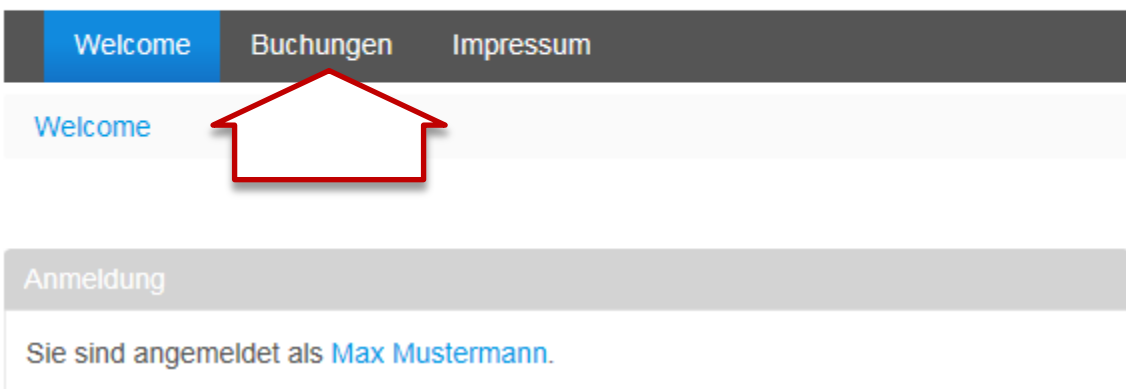 Welcome Buchungen Impressum
Welcome
Anmeldung
Sie sind angemeldet als Max Mustermann.